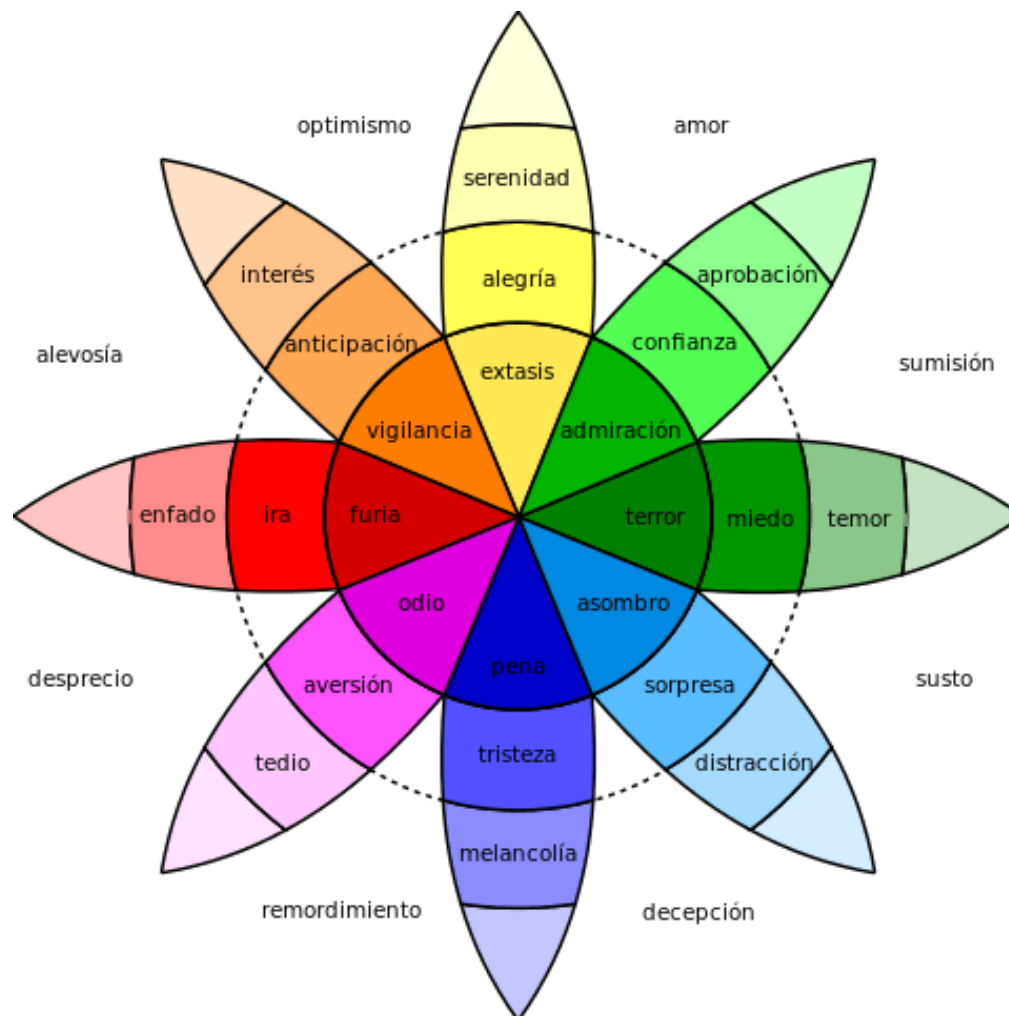 optimismo
amor
serenidad
interés
aprobación
alegría
anticipación
confianza
alevosía
sumisión
extasis
vigilancia
admiración
enfado
ira
furia
terror
miedo
temor
odio
asombro
pena
desprecio
aversión
sorpresa
susto
tristeza
tedio
distracción
melancolía
remordimiento
decepción